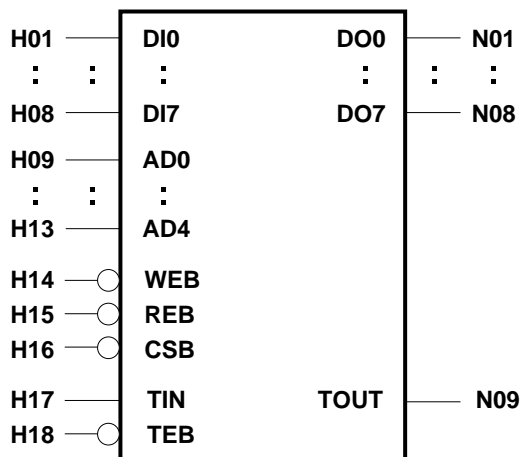 H01 DI0 DO0 N01
: : : : : :
H08 DI7 DO7 N08
H09 AD0
: : :
H13 AD4
H14 WEB
H15 REB
H16 CSB
H17 TIN TOUT N09
H18 TEB